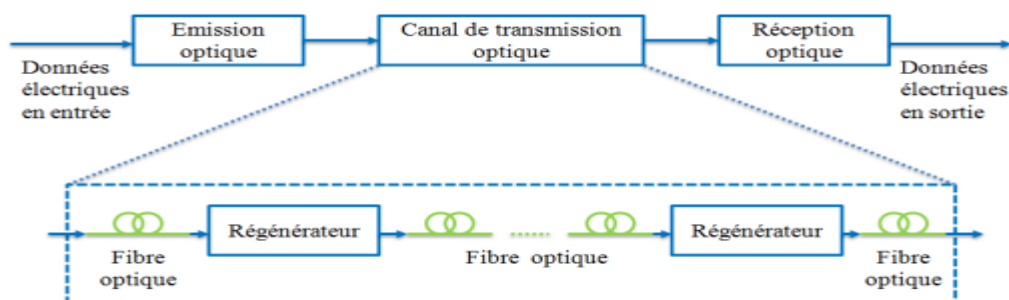 Emission
optique
Canal de transmission
optique
Réception
optique
Données
électriques
en entrée
Données
électriques
en sortie
Régénérateur
Régénérateur
Fibre
optique
Fibre optique
Fibre
optique